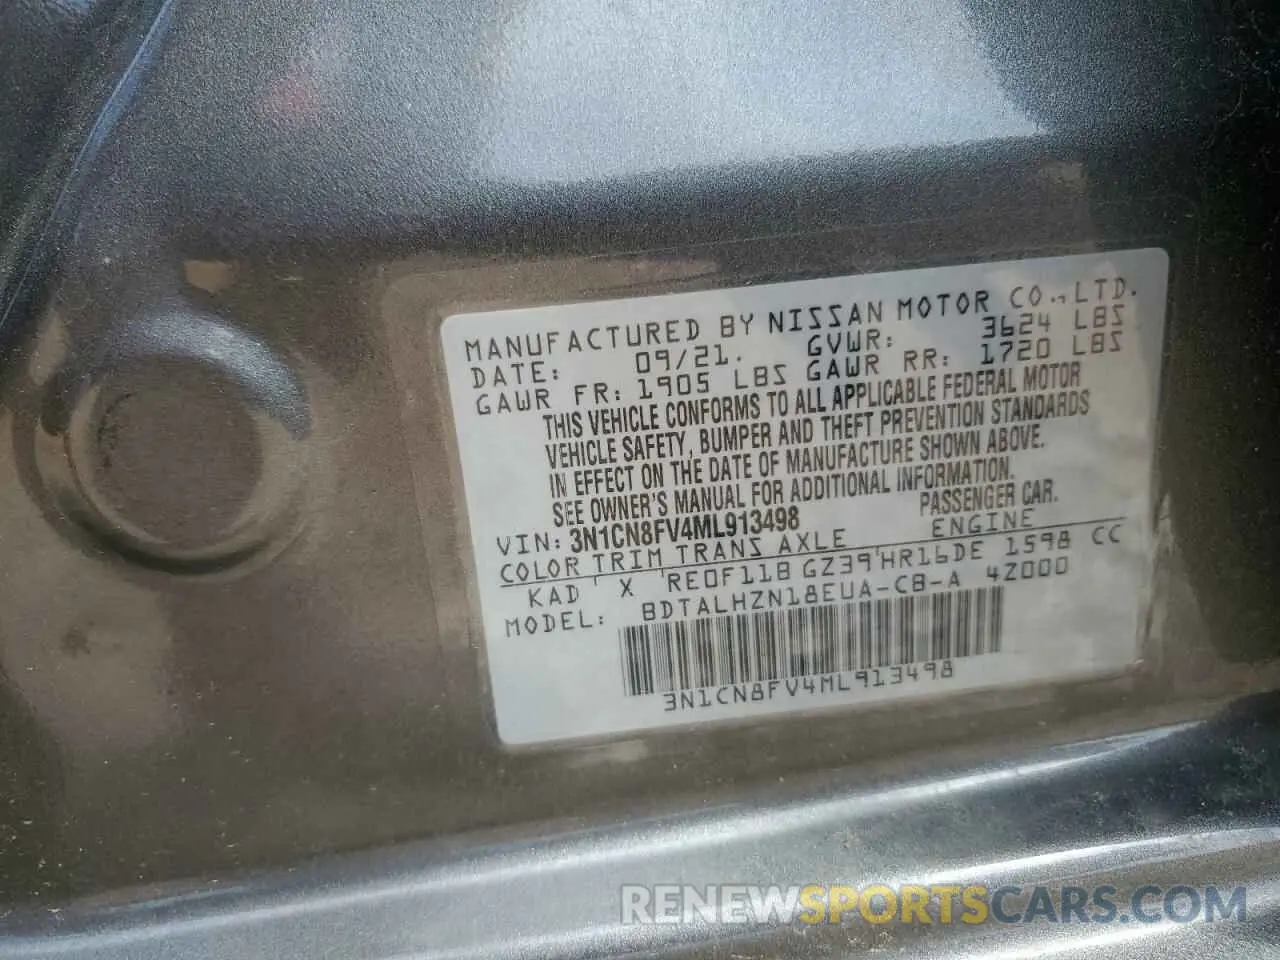 MANUFACTURED BY NISSAN MOTOR CO., LTD.
DATE: 09/21. GVWR: 3624 LBS
GAWR FR: 1905 LBS GAWR RR: 1720 LBS
THIS VEHICLE CONFORMS TO ALL APPLICABLE FEDERAL MOTOR
VEHICLE SAFETY, BUMPER AND THEFT PREVENTION STANDARDS
IN EFFECT ON THE DATE OF MANUFACTURE SHOWN ABOVE.
SEE OWNER'S MANUAL FOR ADDITIONAL INFORMATION.
VIN: 3N1CN8FV4ML913498 PASSENGER CAR.
COLOR TRIM TRANS AXLE ENGINE
KAD X RE0F11B GZ39 HR16DE 1598 CC
MODEL: BDTALHZN18EUA-CB-A 4Z000
3N1CN8FV4ML913498
RENEWSPORTSCARS.COM